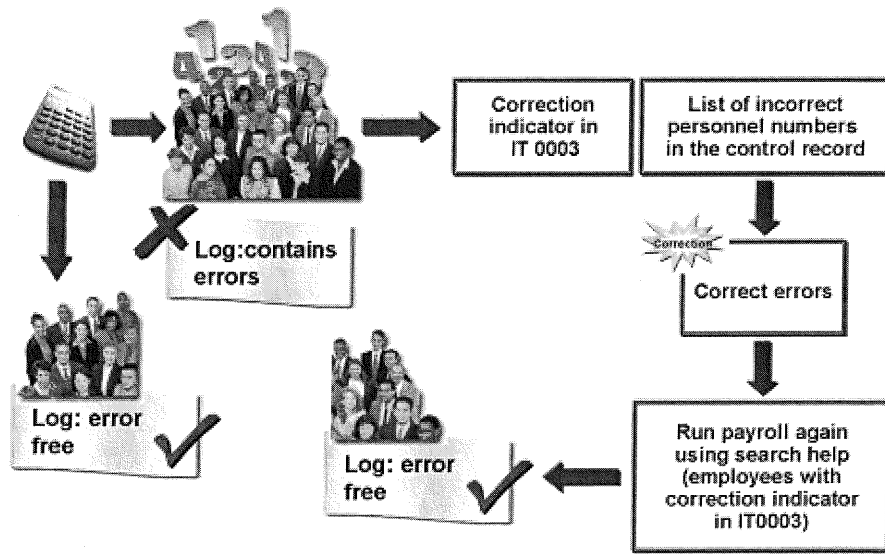 Correction
indicator in
IT 0003
List of incorrect
personnel numbers
in the control record
Log:contains
errors
Correction
Correct errors
Log: error
free
Log: error
free
Run payroll again
using search help
(employees with
correction indicator
in IT0003)